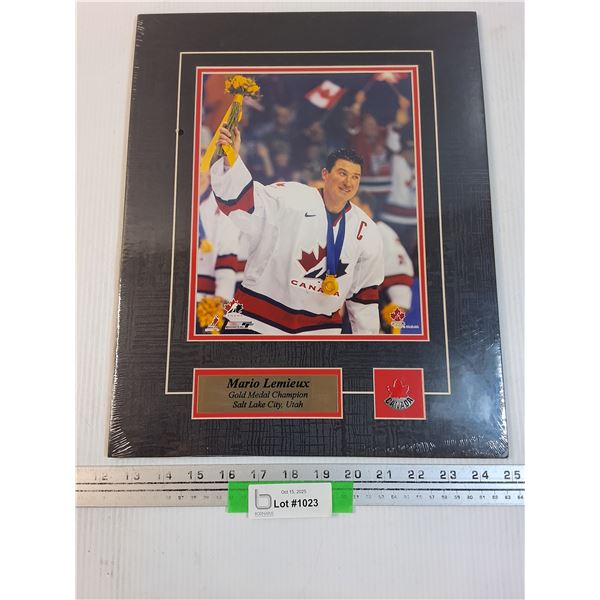 C
CANADA
Mario Lemieux
Gold Medal Champion
Salt Lake City, Utah
CANADA
12 13 14 15 16 17 18 19 20 21 22 23 24 25
Oct 15, 2025
Lot #1023
b
BODNARUS